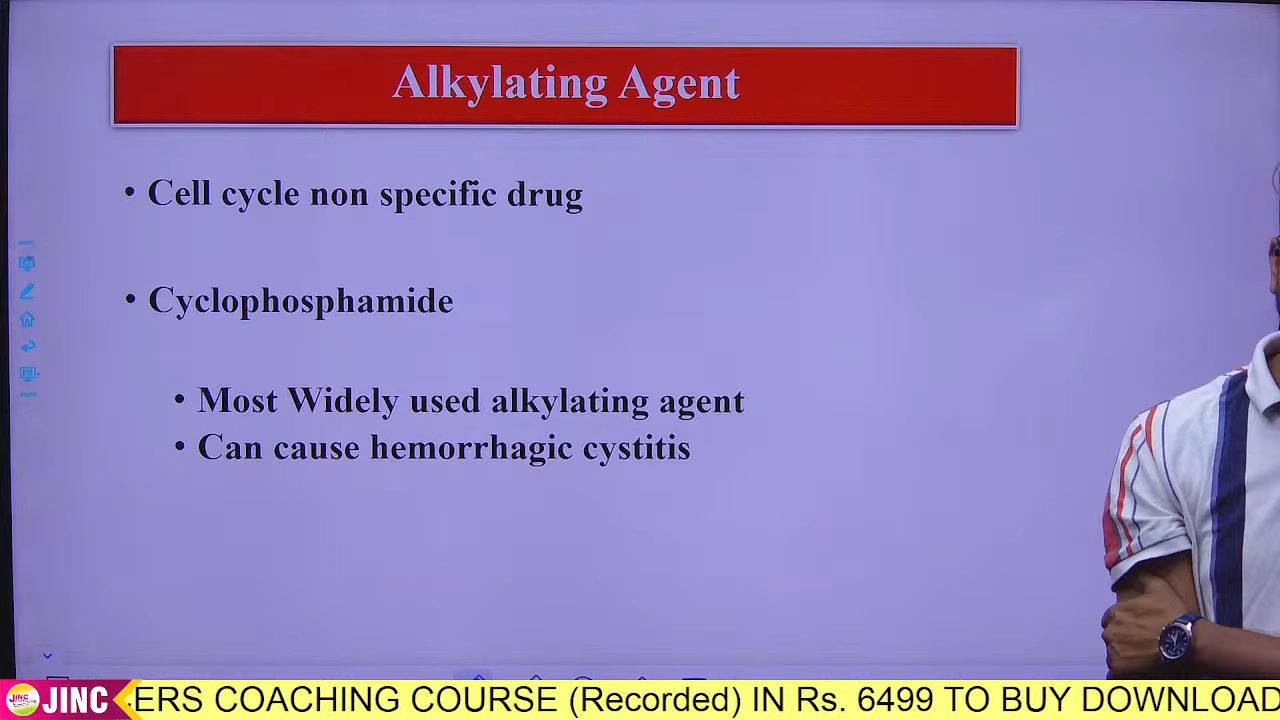 Alkylating Agent
• Cell cycle non specific drug
• Cyclophosphamide
• Most Widely used alkylating agent
• Can cause hemorrhagic cystitis
JINC
ERS COACHING COURSE (Recorded) IN Rs. 6499 TO BUY DOWNLOAD